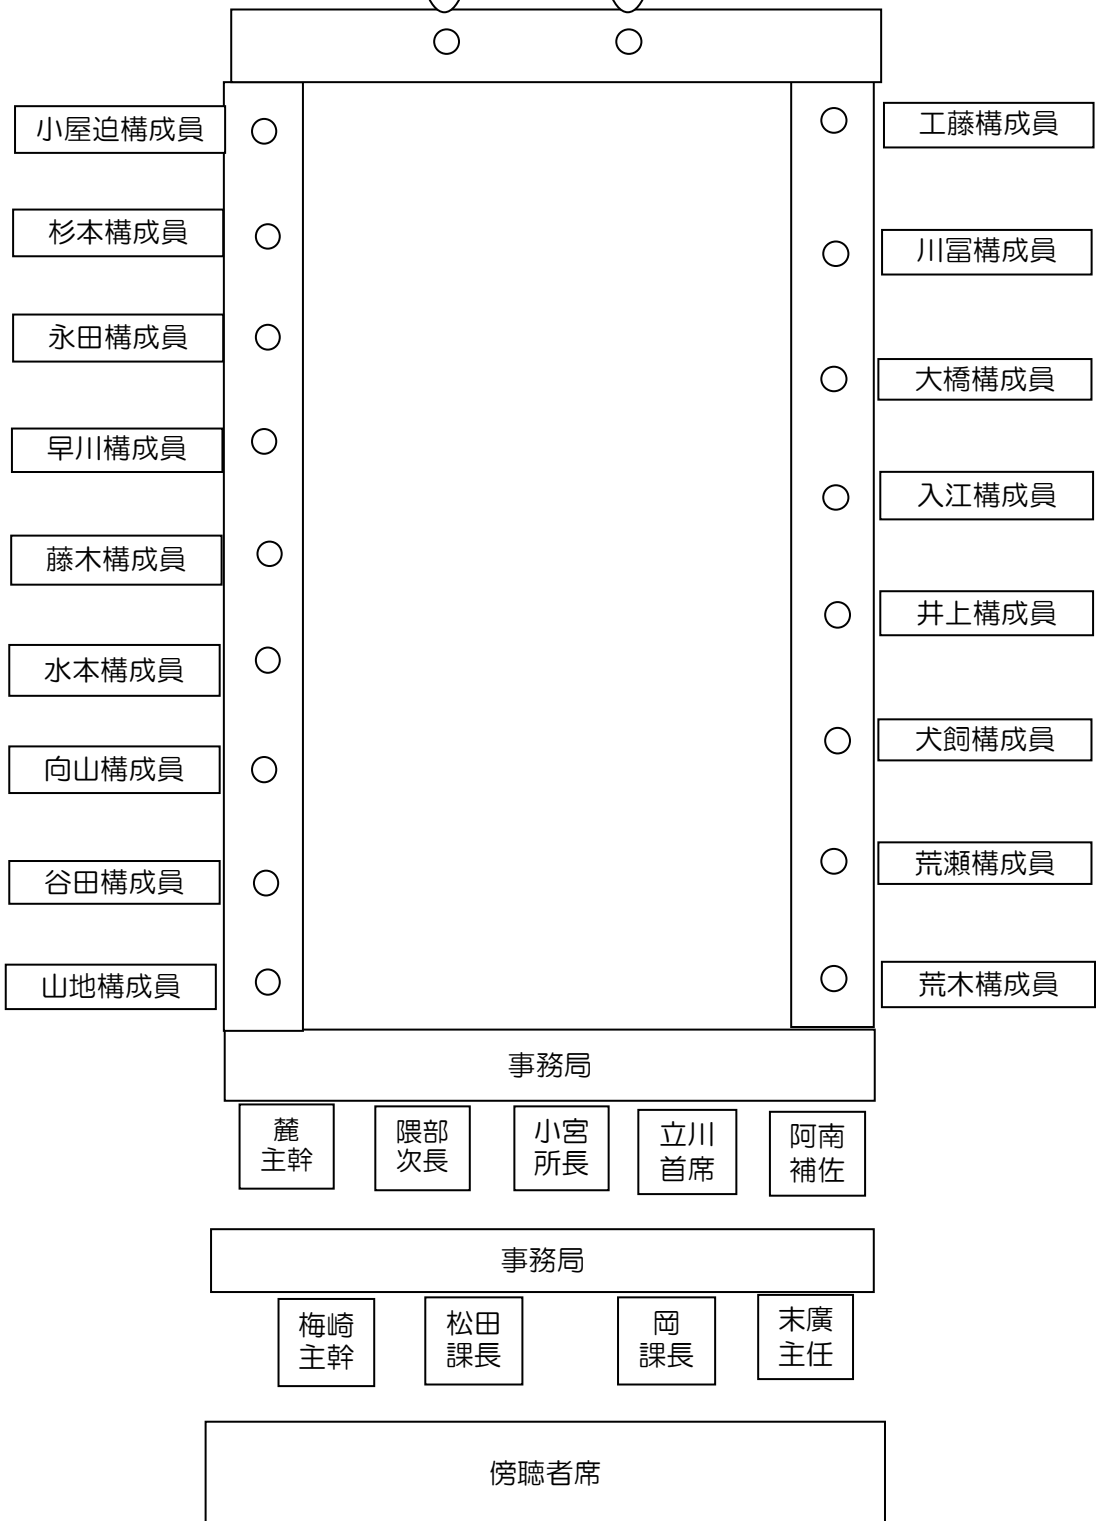 小屋迫構成員
工藤構成員
杉本構成員
川冨構成員
永田構成員
大橋構成員
早川構成員
入江構成員
藤木構成員
井上構成員
水本構成員
犬飼構成員
向山構成員
荒瀬構成員
谷田構成員
荒木構成員
山地構成員
事務局
麓
主幹
隈部
次長
小宮
所長
立川
首席
阿南
補佐
事務局
梅崎
主幹
松田
課長
岡
課長
末廣
主任
傍聴者席